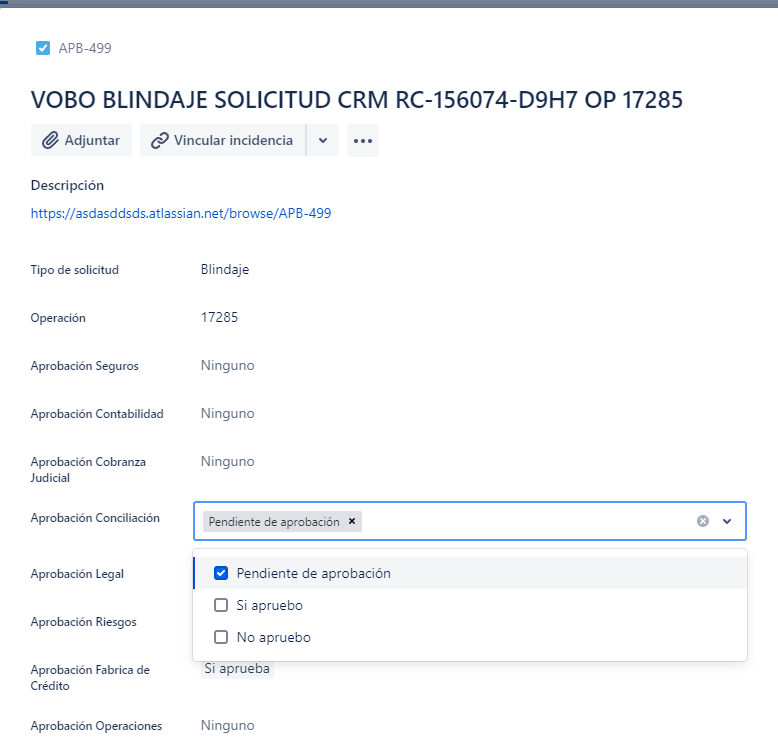 APB-499
VOBO BLINDAJE SOLICITUD CRM RC-156074-D9H7 OP 17285
Adjuntar
Vincular incidencia
Descripción
https://asdasddsds.atlassian.net/browse/APB-499
Tipo de solicitud
Blindaje
Operación
17285
Aprobación Seguros
Ninguno
Aprobación Contabilidad
Ninguno
Aprobación Cobranza
Judicial
Ninguno
Aprobación Conciliación
Pendiente de aprobación
Aprobación Legal
Pendiente de aprobación
Si apruebo
No apruebo
Aprobación Riesgos
Aprobación Fabrica de
Crédito
Si aprueba
Aprobación Operaciones
Ninguno